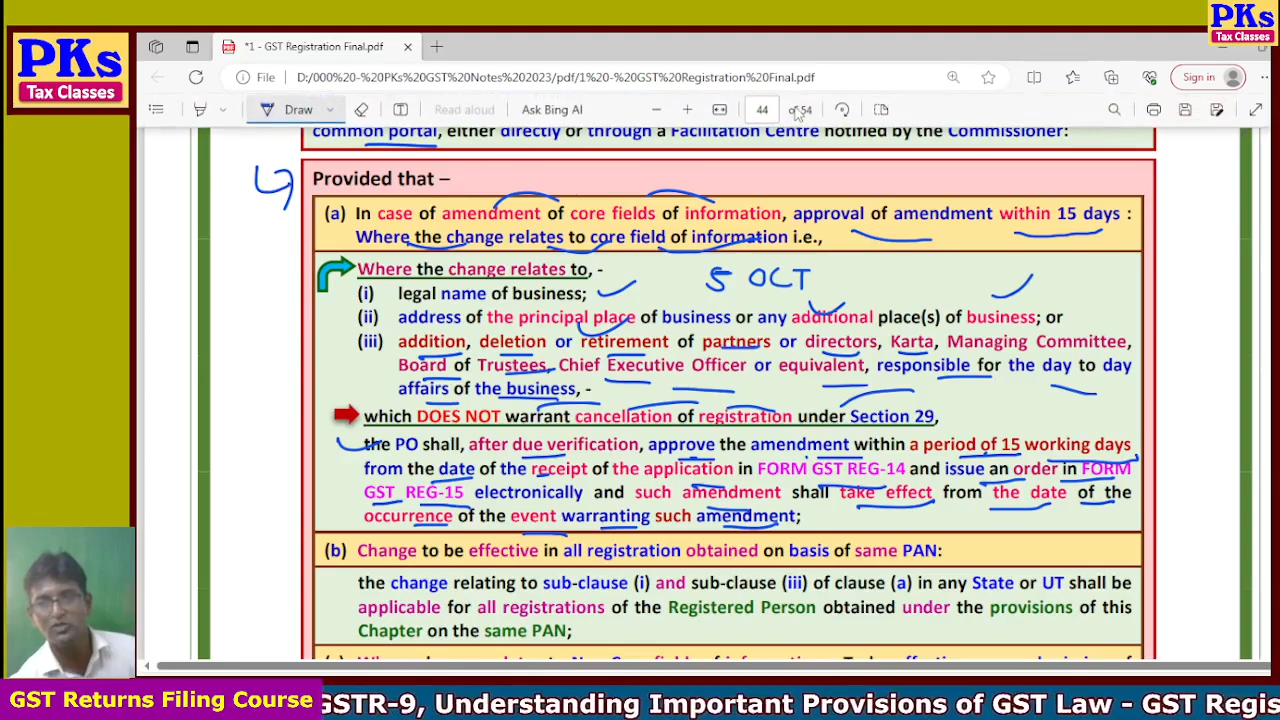 PKs
Tax Classes
PKs
Tax Classes
*1 - GST Registration Final.pdf
File
D:/000%20-%20PKs%20GST%20Notes%202023/pdf/1%20-%20GST%20Registration%20Final.pdf
Sign in
Draw
Read aloud
Ask Bing AI
44
of 54
common portal, either directly or through a Facilitation Centre notified by the Commissioner:
Provided that –
(a) In case of amendment of core fields of information, approval of amendment within 15 days :
Where the change relates to core field of information i.e.,
Where the change relates to, -
5 OCT
(i) legal name of business;
(ii) address of the principal place of business or any additional place(s) of business; or
(iii) addition, deletion or retirement of partners or directors, Karta, Managing Committee,
Board of Trustees, Chief Executive Officer or equivalent, responsible for the day to day
affairs of the business, -
which DOES NOT warrant cancellation of registration under Section 29,
the PO shall, after due verification, approve the amendment within a period of 15 working days
from the date of the receipt of the application in FORM GST REG-14 and issue an order in FORM
GST REG-15 electronically and such amendment shall take effect from the date of the
occurrence of the event warranting such amendment;
(b) Change to be effective in all registration obtained on basis of same PAN:
the change relating to sub-clause (i) and sub-clause (iii) of clause (a) in any State or UT shall be
applicable for all registrations of the Registered Person obtained under the provisions of this
Chapter on the same PAN;
GST Returns Filing Course
GSTR-9, Understanding Important Provisions of GST Law - GST Regis